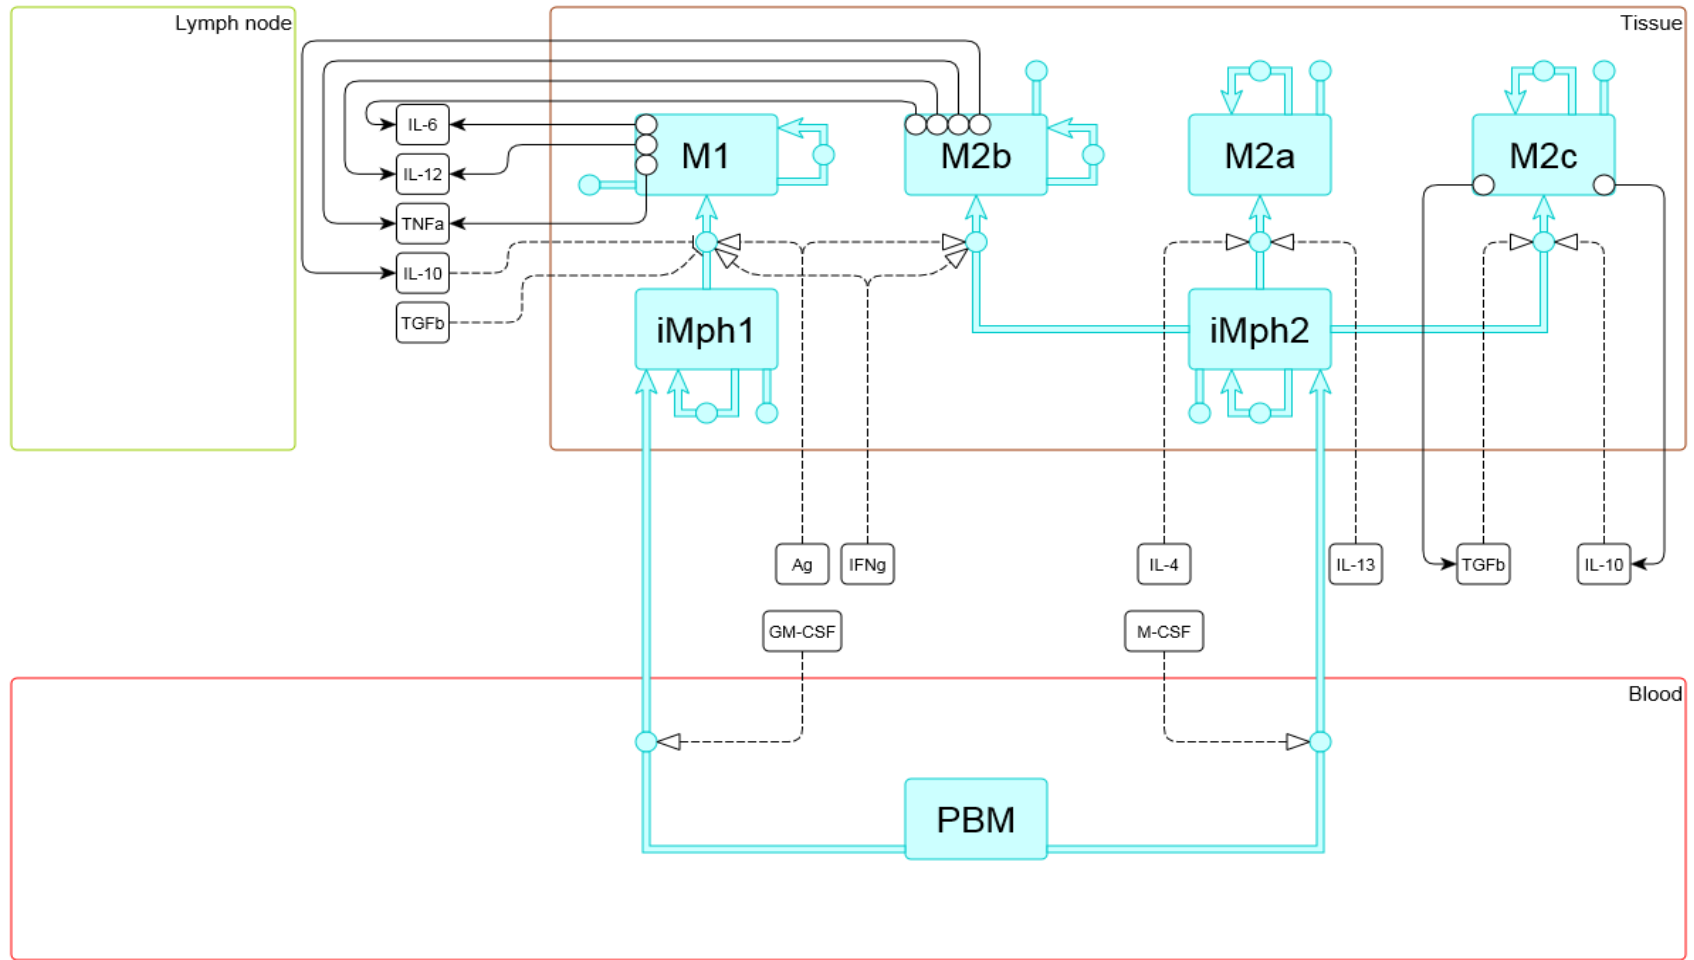 Lymph node
Tissue
IL-6
IL-12
TNFa
IL-10
TGFb
M1
M2b
M2a
M2c
iMph1
iMph2
Ag
IFNg
IL-4
IL-13
TGFb
IL-10
GM-CSF
M-CSF
Blood
PBM